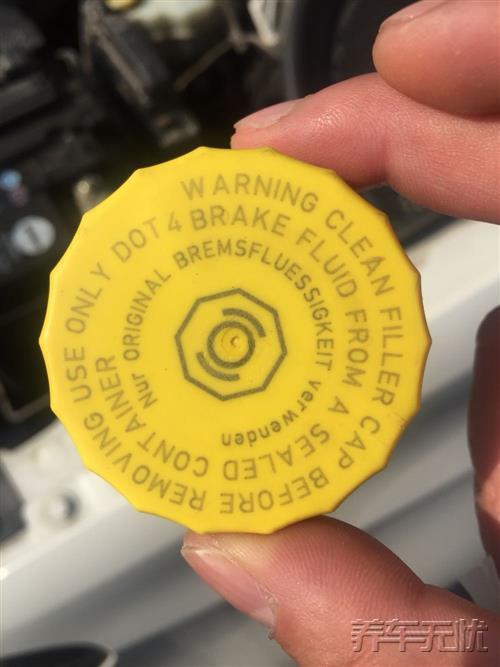 WARNING CLEAN FILLER CAP BEFORE REMOVING
USE ONLY DOT 4 BRAKE FLUID FROM A SEALED CONTAINER
Nur ORIGINAL BREMSFLUESSIGKEIT verwenden
养车无忧